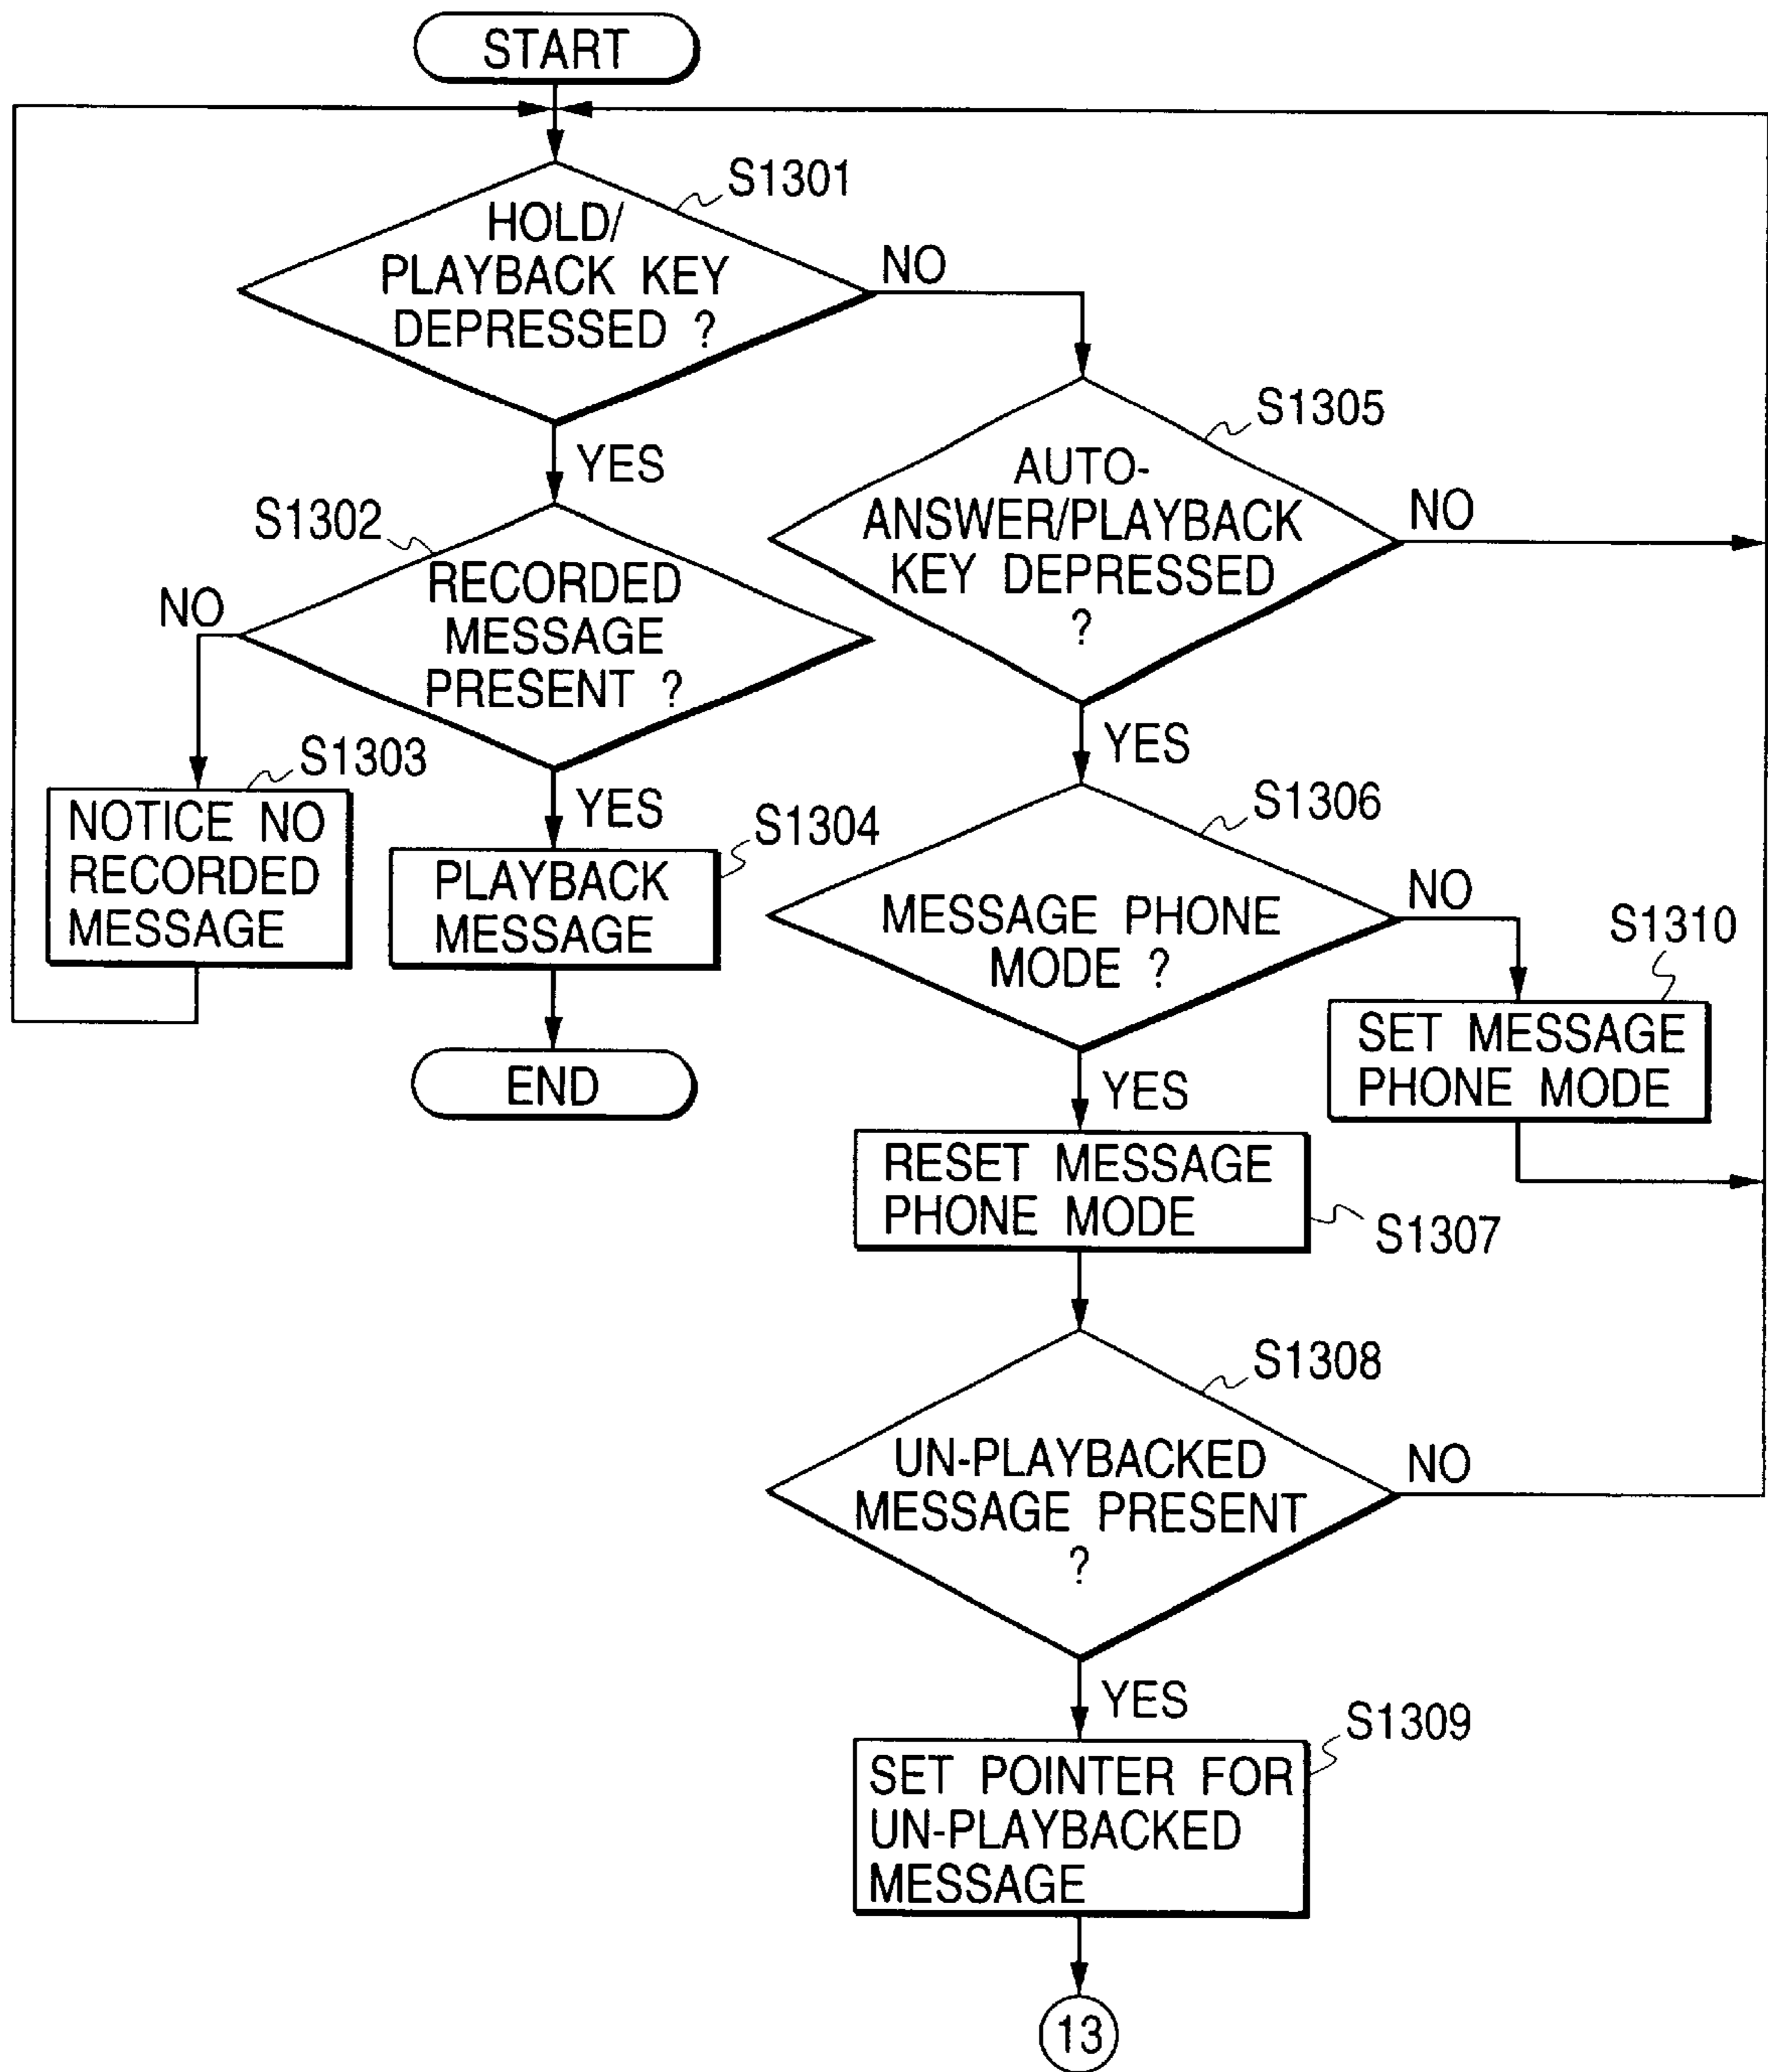 START
S1301
HOLD/
PLAYBACK KEY
DEPRESSED ?
NO
YES
S1302
RECORDED
MESSAGE
PRESENT ?
NO
S1303
NOTICE NO
RECORDED
MESSAGE
YES
S1304
PLAYBACK
MESSAGE
END
S1305
AUTO-
ANSWER/PLAYBACK
KEY DEPRESSED
?
NO
YES
S1306
MESSAGE PHONE
MODE ?
NO
S1310
SET MESSAGE
PHONE MODE
YES
RESET MESSAGE
PHONE MODE
S1307
S1308
UN-PLAYBACKED
MESSAGE PRESENT
?
NO
YES
S1309
SET POINTER FOR
UN-PLAYBACKED
MESSAGE
13